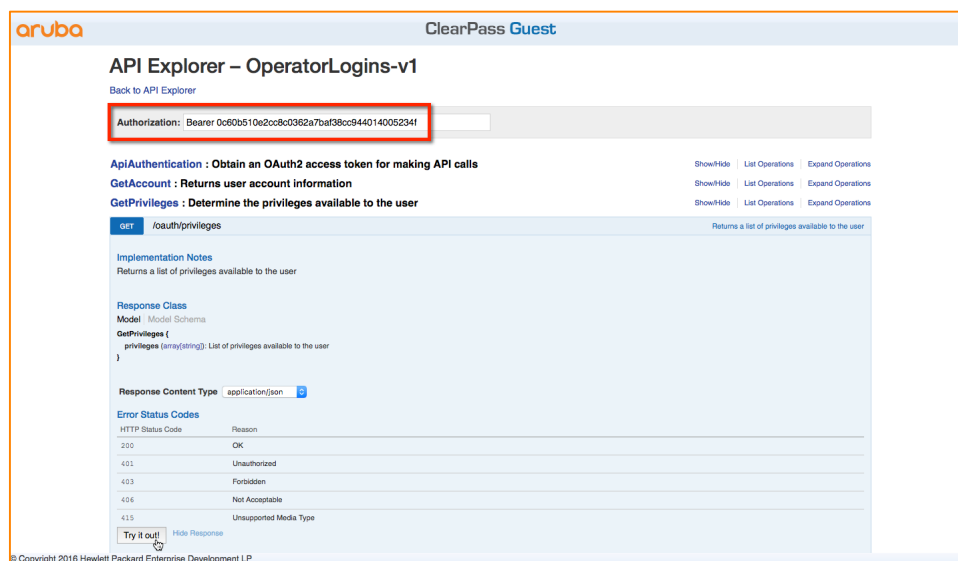 aruba
ClearPass Guest
API Explorer – OperatorLogins-v1
Back to API Explorer
Authorization: Bearer 0c60b510e2cc8c0362a7baf38cc944014005234f
ApiAuthentication : Obtain an OAuth2 access token for making API calls Show/Hide List Operations Expand Operations
GetAccount : Returns user account information Show/Hide List Operations Expand Operations
GetPrivileges : Determine the privileges available to the user Show/Hide List Operations Expand Operations
GET /oauth/privileges Returns a list of privileges available to the user
Implementation Notes
Returns a list of privileges available to the user
Response Class
Model Model Schema
GetPrivileges {
privileges (array[string]): List of privileges available to the user
}
Response Content Type application/json
Error Status Codes
HTTP Status Code Reason
200 OK
401 Unauthorized
403 Forbidden
406 Not Acceptable
415 Unsupported Media Type
Try it out! Hide Response
© Copyright 2016 Hewlett Packard Enterprise Development LP